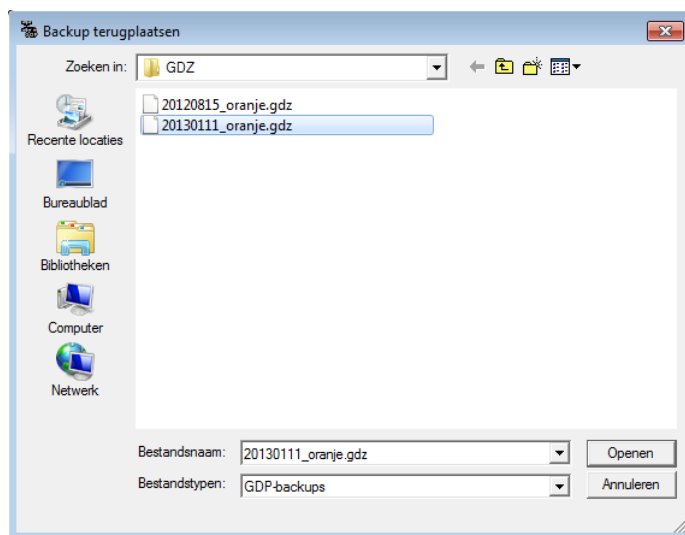 Backup terugplaatsen
Zoeken in: GDZ
20120815_oranje.gdz
20130111_oranje.gdz
Recente locaties
Bureaublad
Bibliotheken
Computer
Netwerk
Bestandsnaam: 20130111_oranje.gdz Openen
Bestandstypen: GDP-backups Annuleren